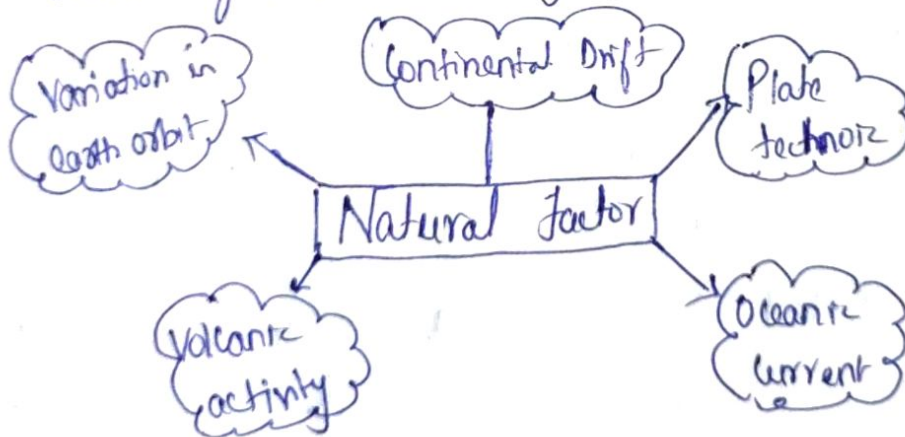 Variation in
earth orbit
Continental Drift
Plate
technoic
Natural factor
Volcanic
activity
Oceanic
current